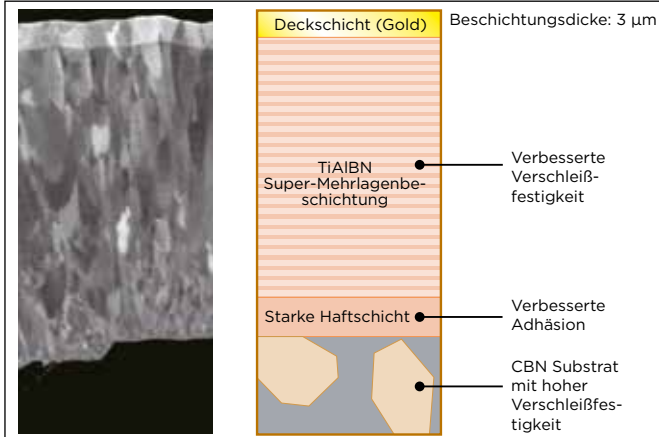 Deckschicht (Gold)
Beschichtungsdicke: 3 µm
TiAlBN
Super-Mehrlagenbe-
schichtung
Verbesserte
Verschleiß-
festigkeit
Starke Haftschicht
Verbesserte
Adhäsion
CBN Substrat
mit hoher
Verschleißfes-
tigkeit